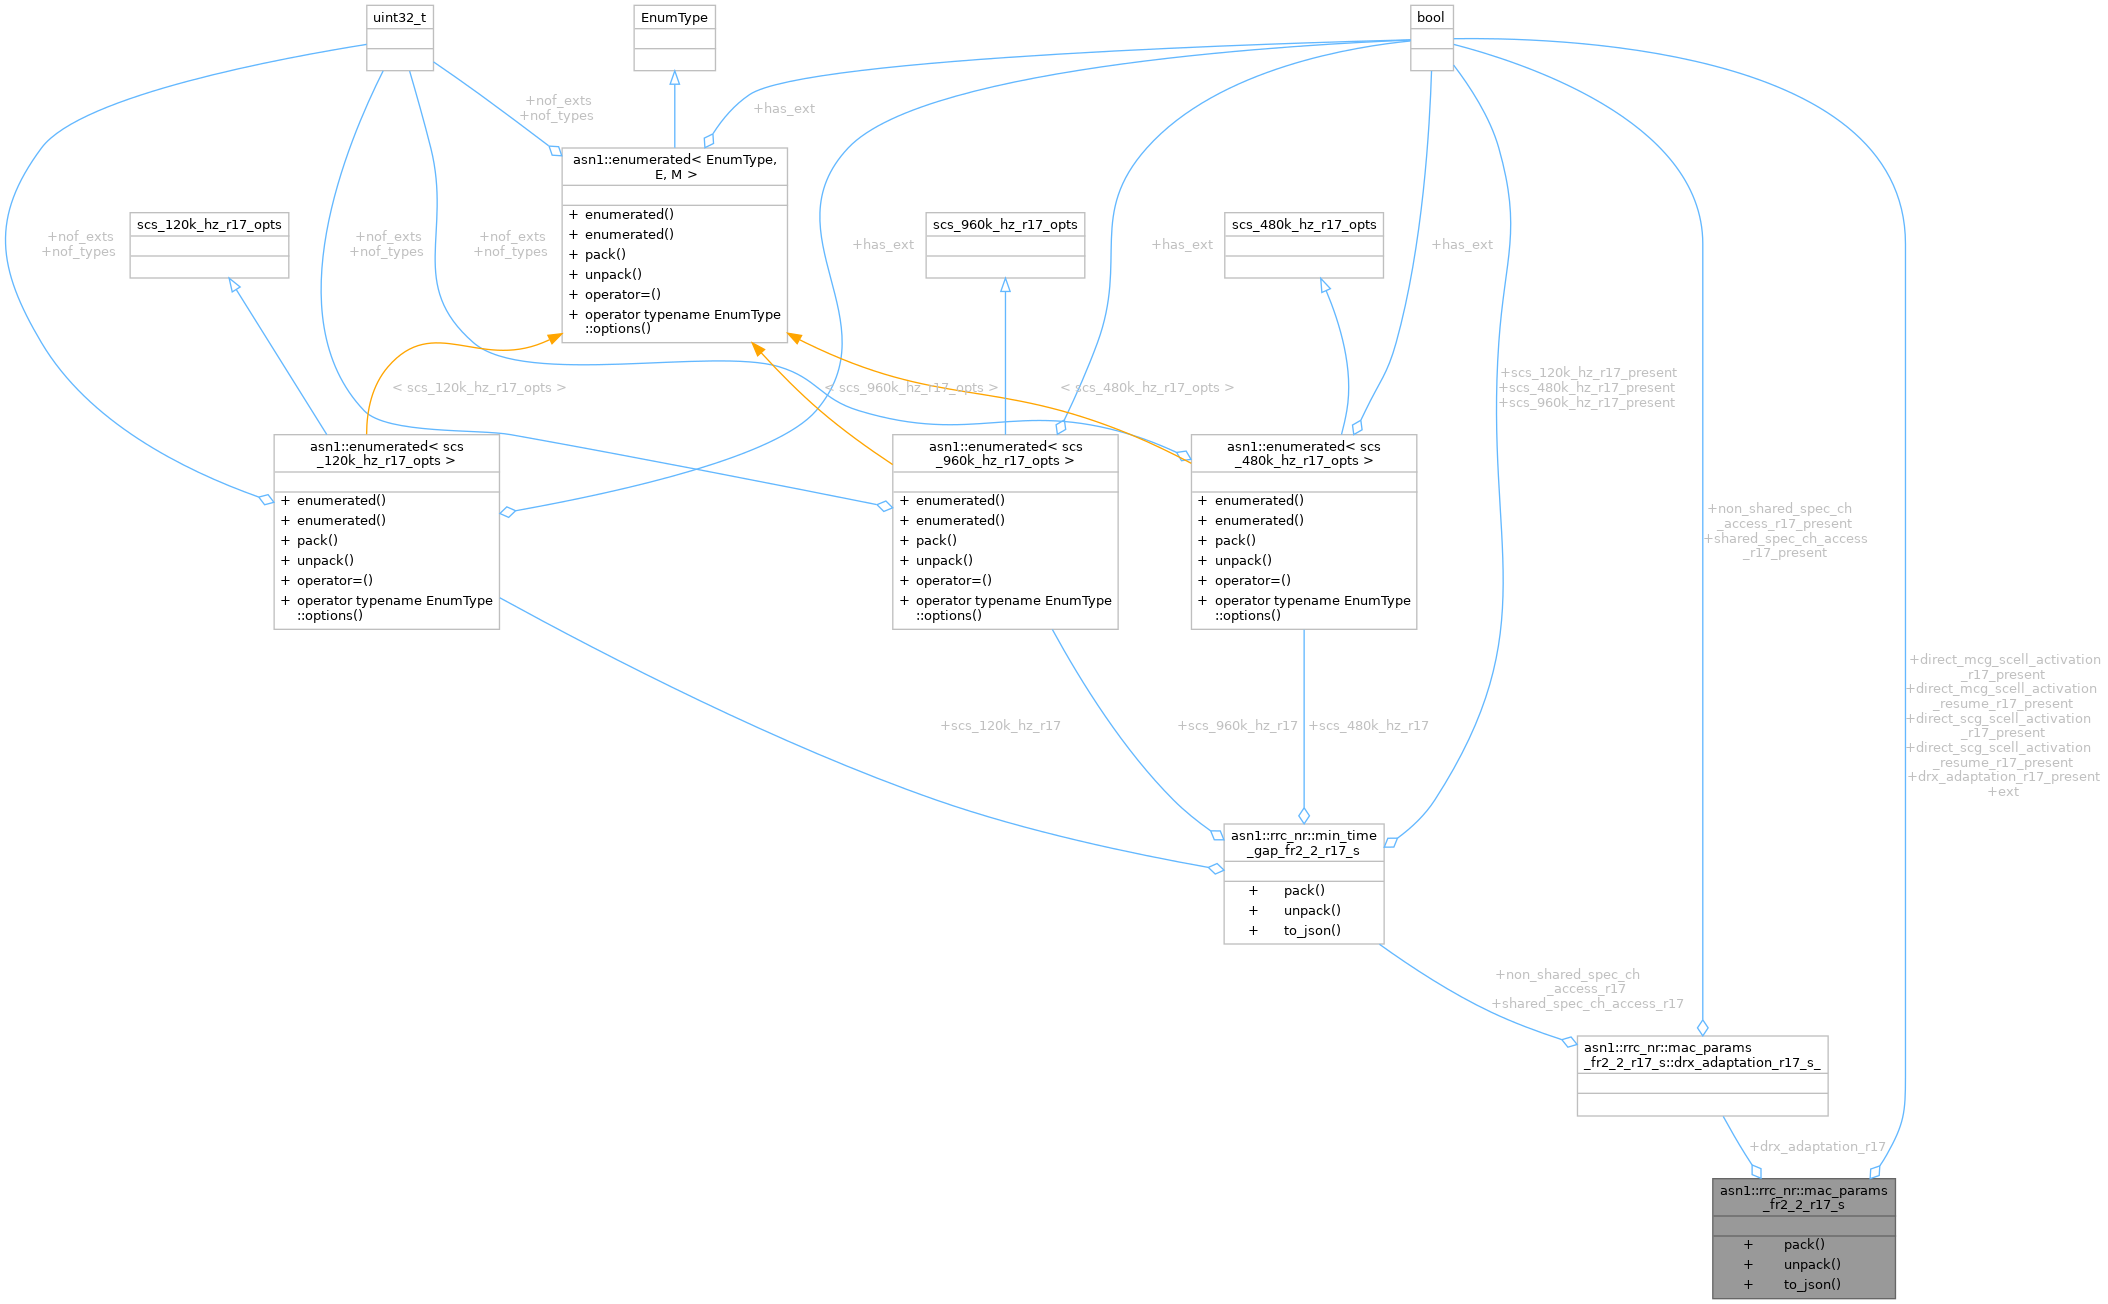 uint32_t
EnumType
bool
+nof_exts
+nof_types
+has_ext
asn1::enumerated< EnumType,
E, M >
+ enumerated()
+ enumerated()
+ pack()
+ unpack()
+ operator=()
+ operator typename EnumType
::options()
+nof_exts
+nof_types
scs_120k_hz_r17_opts
+nof_exts
+nof_types
+nof_exts
+nof_types
+has_ext
scs_960k_hz_r17_opts
+has_ext
scs_480k_hz_r17_opts
+has_ext
< scs_120k_hz_r17_opts >
< scs_960k_hz_r17_opts >
< scs_480k_hz_r17_opts >
+scs_120k_hz_r17_present
+scs_480k_hz_r17_present
+scs_960k_hz_r17_present
asn1::enumerated< scs
_120k_hz_r17_opts >
+ enumerated()
+ enumerated()
+ pack()
+ unpack()
+ operator=()
+ operator typename EnumType
::options()
asn1::enumerated< scs
_960k_hz_r17_opts >
+ enumerated()
+ enumerated()
+ pack()
+ unpack()
+ operator=()
+ operator typename EnumType
::options()
asn1::enumerated< scs
_480k_hz_r17_opts >
+ enumerated()
+ enumerated()
+ pack()
+ unpack()
+ operator=()
+ operator typename EnumType
::options()
+non_shared_spec_ch
_access_r17_present
+shared_spec_ch_access
_r17_present
+direct_mcg_scell_activation
_r17_present
+direct_mcg_scell_activation
_resume_r17_present
+direct_scg_scell_activation
_r17_present
+direct_scg_scell_activation
_resume_r17_present
+drx_adaptation_r17_present
+ext
+scs_120k_hz_r17
+scs_960k_hz_r17
+scs_480k_hz_r17
asn1::rrc_nr::min_time
_gap_fr2_2_r17_s
+ pack()
+ unpack()
+ to_json()
+non_shared_spec_ch
_access_r17
+shared_spec_ch_access_r17
asn1::rrc_nr::mac_params
_fr2_2_r17_s::drx_adaptation_r17_s_
+drx_adaptation_r17
asn1::rrc_nr::mac_params
_fr2_2_r17_s
+ pack()
+ unpack()
+ to_json()